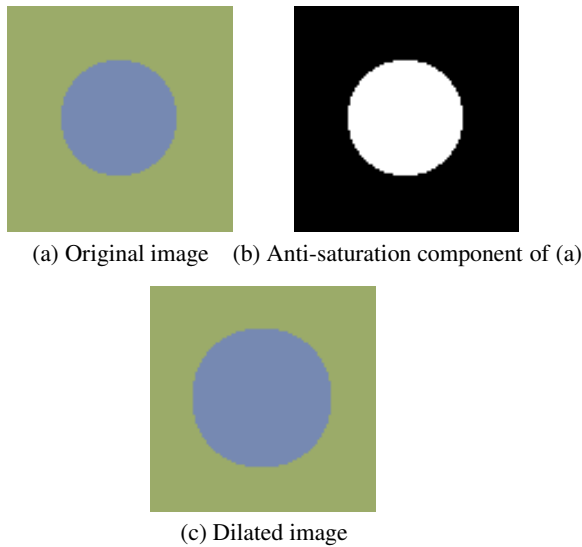 (a) Original image
(b) Anti-saturation component of (a)
(c) Dilated image